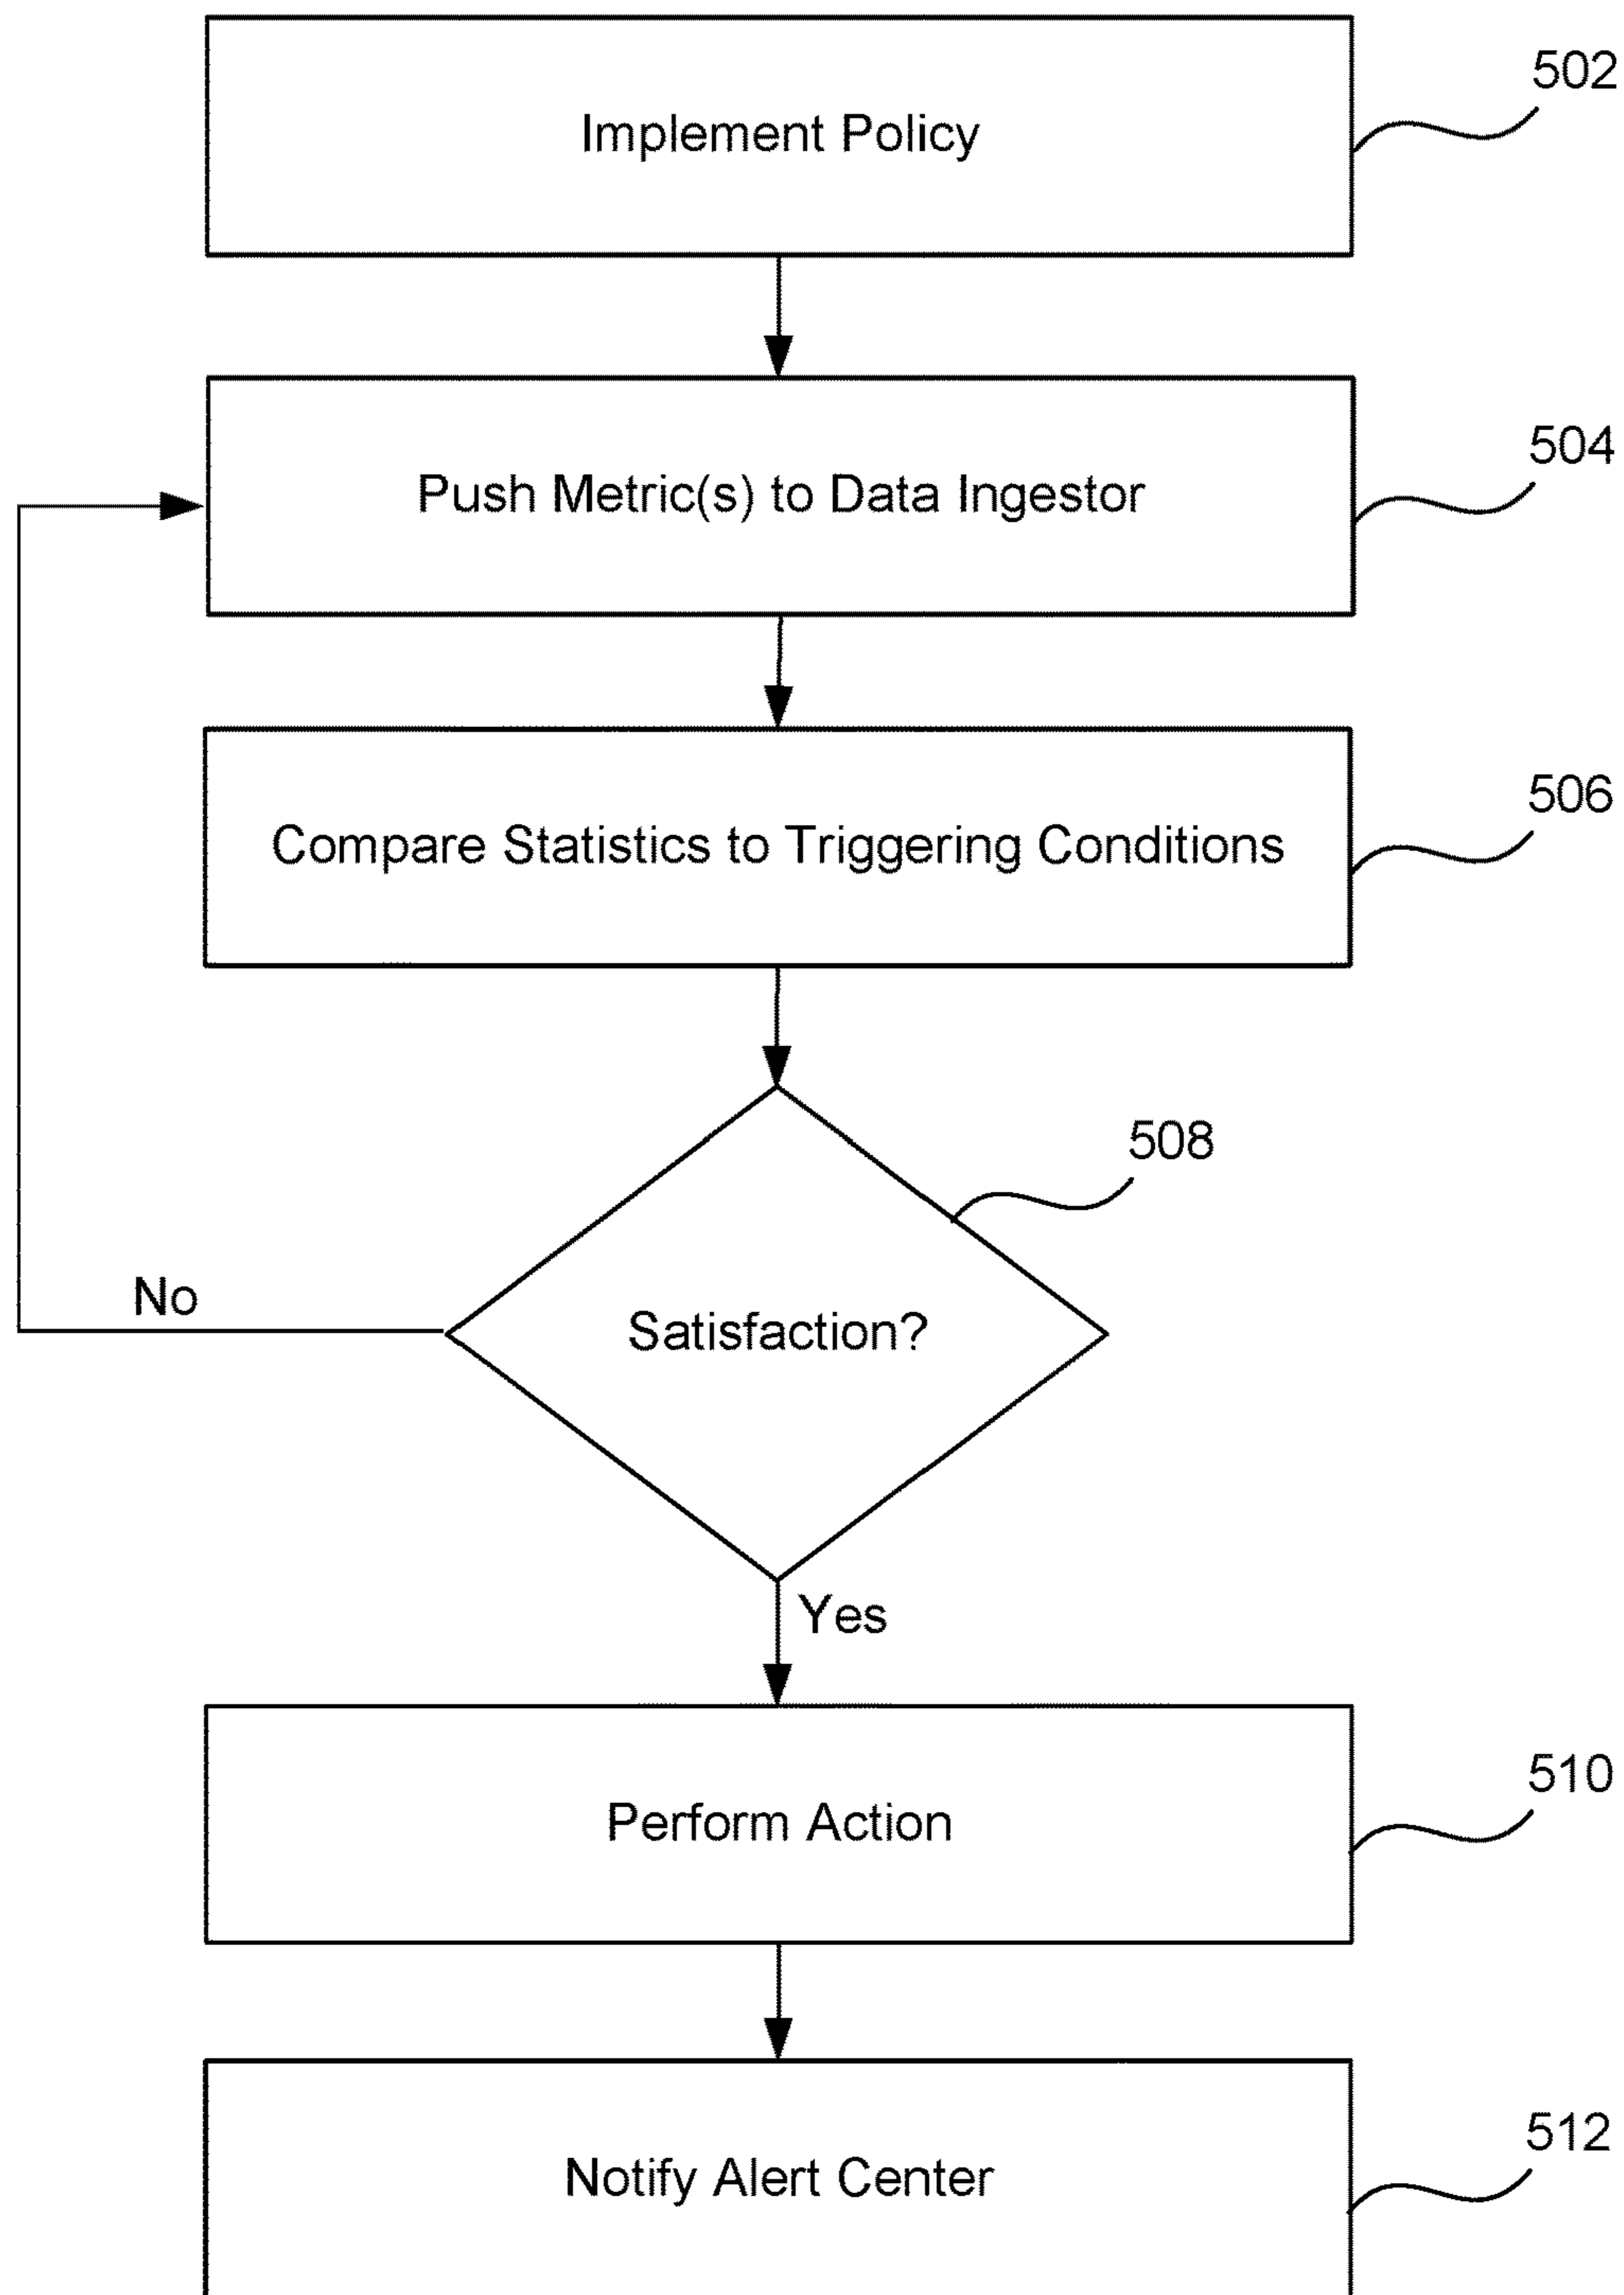 Implement Policy
502
Push Metric(s) to Data Ingestor
504
Compare Statistics to Triggering Conditions
506
508
Satisfaction?
No
Yes
Perform Action
510
Notify Alert Center
512